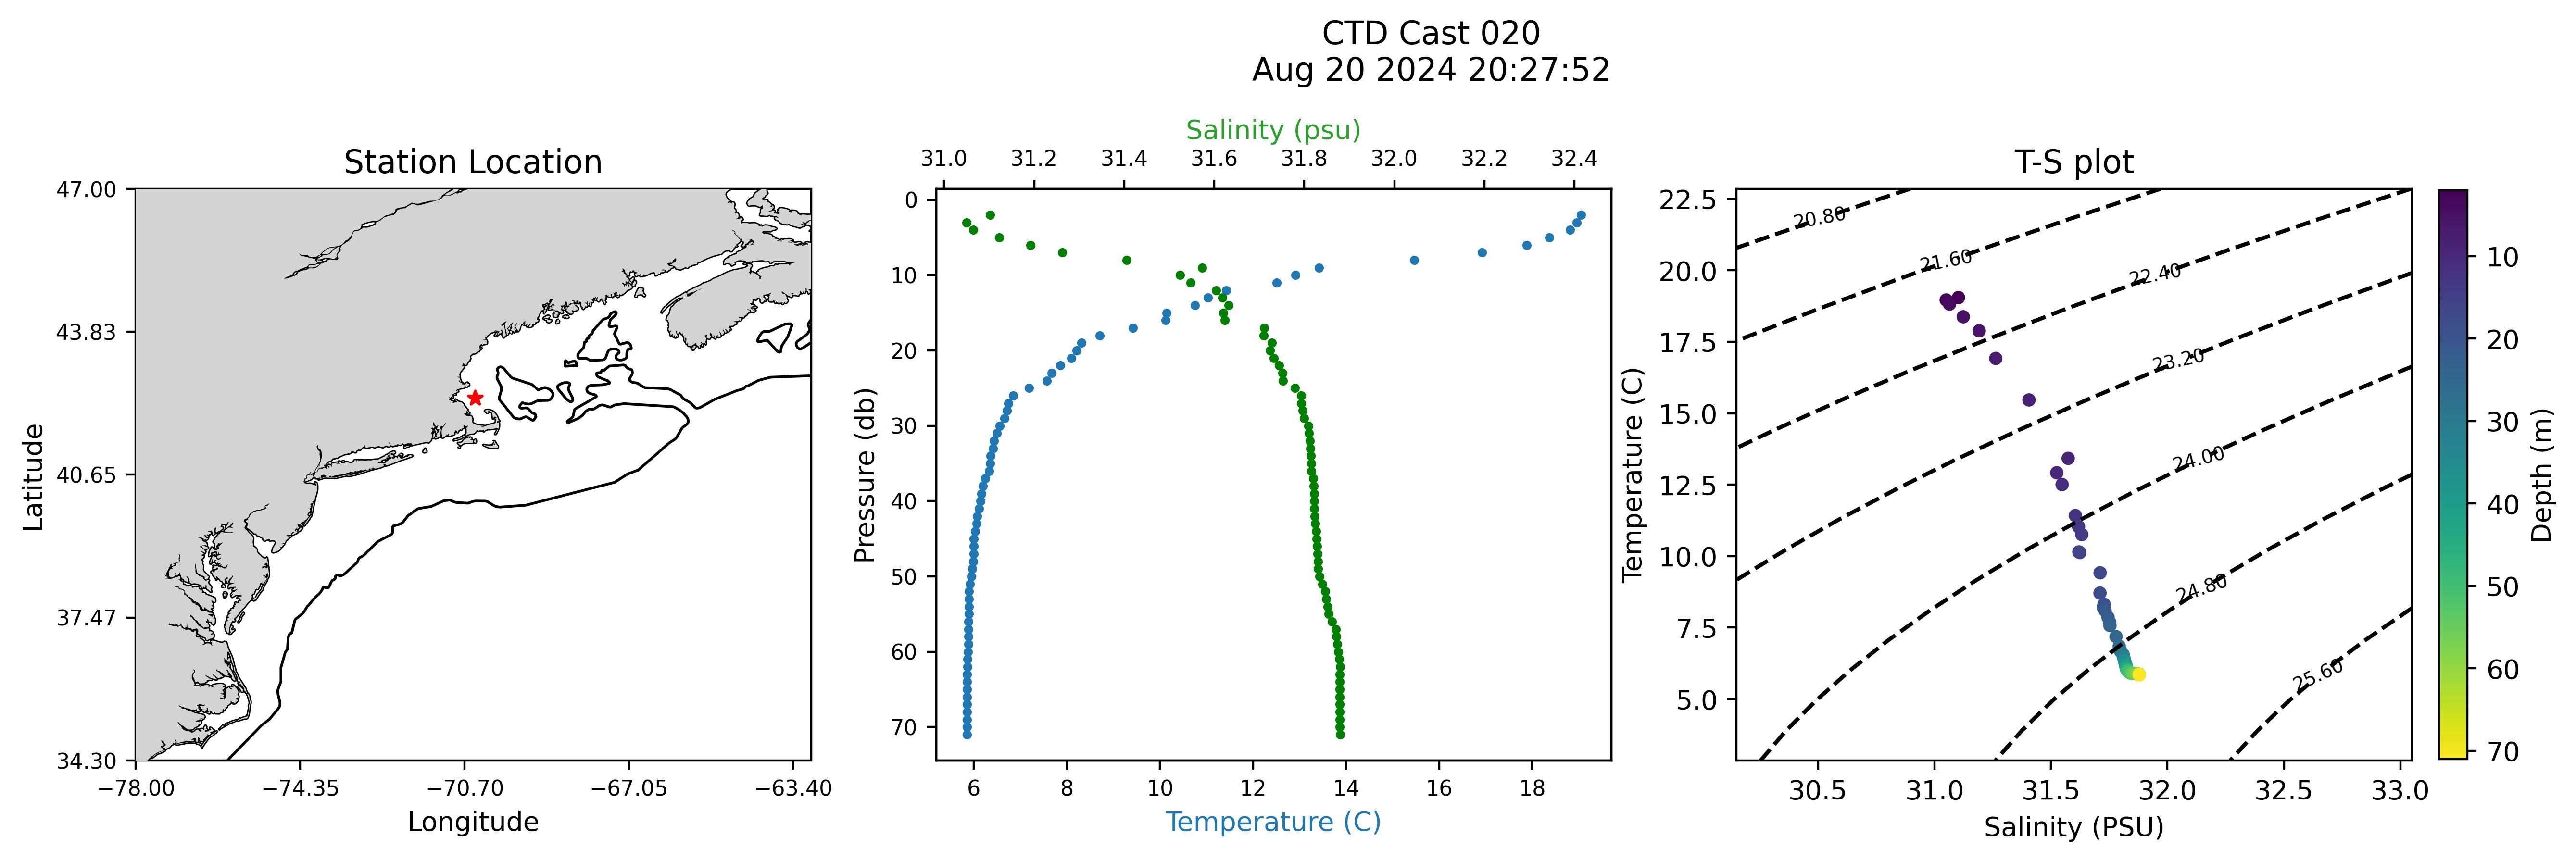 CTD Cast 020
Aug 20 2024 20:27:52
Station Location
47.00
43.83
40.65
37.47
34.30
Latitude
−78.00 −74.35 −70.70 −67.05 −63.40
Longitude
Salinity (psu)
31.0 31.2 31.4 31.6 31.8 32.0 32.2 32.4
0
10
20
30
40
50
60
70
Pressure (db)
6 8 10 12 14 16 18
Temperature (C)
T-S plot
22.5
20.0
17.5
15.0
12.5
10.0
7.5
5.0
Temperature (C)
20.80
21.60
22.40
23.20
24.00
24.80
25.60
30.5 31.0 31.5 32.0 32.5 33.0
Salinity (PSU)
10
20
30
40
50
60
70
Depth (m)